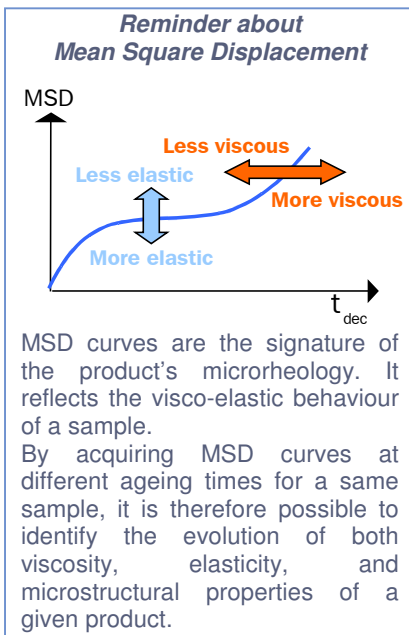 Reminder about
Mean Square Displacement
MSD
Less viscous
Less elastic
More viscous
More elastic
t dec
MSD curves are the signature of
the product's microrheology. It
reflects the visco-elastic behaviour
of a sample.
By acquiring MSD curves at
different ageing times for a same
sample, it is therefore possible to
identify the evolution of both
viscosity, elasticity, and
microstructural properties of a
given product.